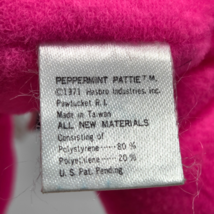 PEPPERMINT PATTIE T.M.
©1971 Hasbro Industries, Inc.
Pawtucket R.I.
Made in Taiwan
ALL NEW MATERIALS
Consisting of
Polystyrene---- 80 %
Polyethylene---- 20 %
U.S. Pat. Pending